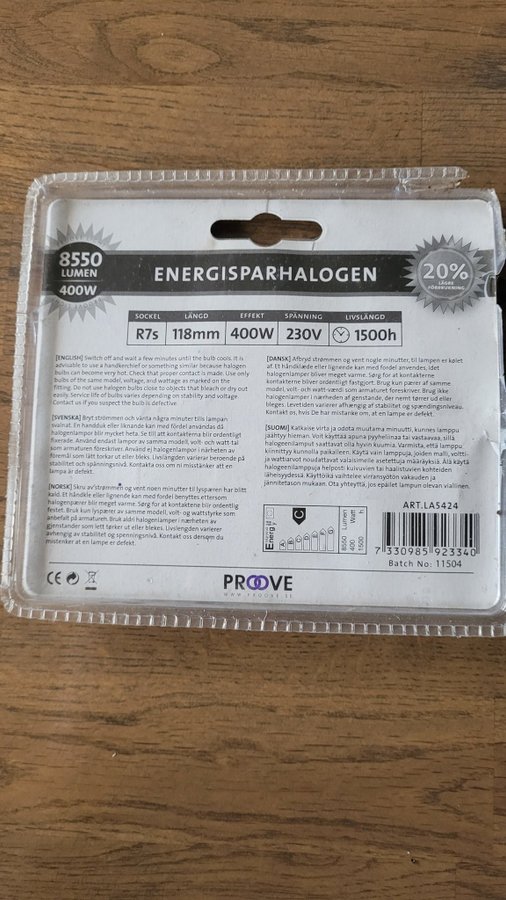 8550
LUMEN
400W
ENERGISPARHALOGEN
20%
LÄGRE
FÖRBRUKNING
SOCKEL LÄNGD EFFEKT SPÄNNING LIVSLÄNGD
R7s 118mm 400W 230V 1500h
[ENGLISH] Switch off and wait a few minutes until the bulb cools. It is
advisable to use a handkerchief or something similar because halogen
bulbs can become very hot. Check that proper contact is made. Use only
bulbs of the same model, voltage, and wattage as marked on the
fitting. Do not use halogen bulbs close to objects that bleach or dry out
easily. Service life of bulbs varies depending on stability and voltage
Contact us if you suspect the bulb is defective
[SVENSKA] Bryt strömmen och vänta några minuter tills lampan
svalnat. En handduk eller liknande kan med fördel användas då
halogenlampor blir mycket heta. Se till att kontakterna blir ordentligt
fixerade. Använd endast lampor av samma modell, volt- och watt-tal
som armaturen föreskriver. Använd ej halogenlampor i närheten av
föremål som lätt torkar ut eller bleks. Livslängden varierar beroende på
stabilitet och spänningsnivå. Kontakta oss om ni misstänker att en
lampa är defekt.
[NORSK] Skru av strømmen og vent noen minutter til lyspæren har blitt
kald. Et håndkle eller lignende kan med fordel benyttes ettersom
halogenpærer blir meget varme. Sørg for at kontaktene blir ordentlig
festet. Bruk kun lyspærer av samme modell, volt- og wattstyrke som
anbefalt på armaturet. Bruk aldri halogenlamper i nærheten av
gjenstander som lett tørker ut eller blekes. Livslengden varierer
avhengig av stabilitet og spenningsnivå. Kontakt oss dersom du
mistenker at en lampe er defekt.
[DANSK] Afbryd strømmen og vent nogle minutter, til lampen er kølet
af. Et håndklæde eller lignende kan med fordel anvendes, idet
halogenlamper bliver meget varme. Sørg for at kontakterne
kontakterne bliver ordentligt fastgjort. Brug kun pærer af samme
model, volt- og watt-værdi som armaturet foreskriver. Brug ikke
halogenlamper i nærheden af genstande, der nemt tørrer ud eller
bleges. Levetiden varierer afhængig af stabilitet og spændingsniveau.
Kontakt os, hvis De har mistanke om, at en lampe er defekt.
[SUOMI] Katkaise virta ja odota muutama minuutti, kunnes lamppu
jäähtyy hieman. Voit käyttää apuna pyyhelinaa tai vastaavaa, sillä
halogenlamput saattavat olla hyvin kuumia. Varmista, että lamppu
kiinnittyy kunnolla paikalleen. Käytä vain lamppuja, joiden malli, voltti-
ja wattiarvot noudattavat valaisimelle asetettuja määräyksiä. Älä käytä
halogeenilamppuja helposti kuivuvien tai haalistuvien kohteiden
lähettyvillä. Käyttöaika vaihtelee virransyötön vakauden ja
jännitetason mukaan. Ota yhteyttä, jos epäilet lampun olevan viallinen.
Energy
A B C D E F G
C
8550 Lumen
400 Watt
1500 h
ART.LA5424
7 330985 923340
Batch No: 11504
CE
PROOVE
WWW.PROOVE.SE